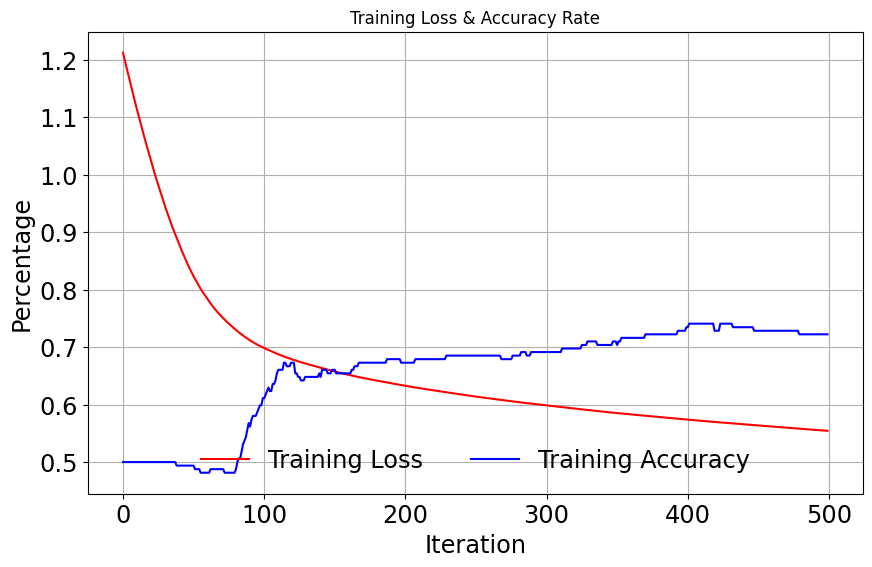 Training Loss & Accuracy Rate
Percentage
1.2
1.1
1.0
0.9
0.8
0.7
0.6
0.5
Training Loss
Training Accuracy
0 100 200 300 400 500
Iteration